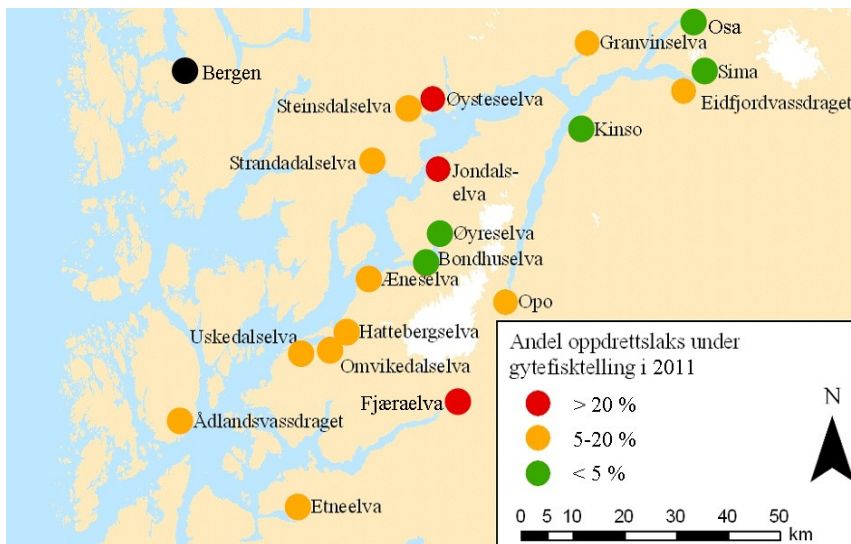 Osa
Granvinselva
Bergen
Sima
Eidfjordvassdraget
Steinsdalselva
Øysteseelva
Kinso
Strandadalselva
Jondals-
elva
Øyreselva
Bondhuselva
Æneselva
Opo
Hattebergselva
Uskedalselva
Omvikedalselva
Fjæraelva
Ådlandsvassdraget
Etneelva
Andel oppdrettslaks under
gytefisktelling i 2011
> 20 %
5-20 %
< 5 %
N
0 5 10 20 30 40 50
km